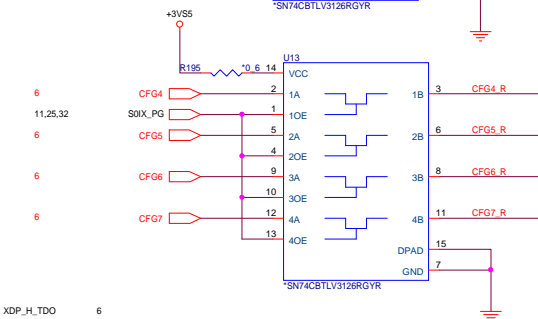 *SN74CBTLV3126RGYR
+3VS5
U13
R195 *0_6 14 VCC
6 CFG4 2 1A 1B 3 CFG4_R
11,25,32 S0IX_PG 1 1OE
6 CFG5 5 2A 2B 6 CFG5_R
4 2OE
6 CFG6 9 3A 3B 8 CFG6_R
10 3OE
6 CFG7 12 4A 4B 11 CFG7_R
13 4OE
DPAD 15
GND 7
*SN74CBTLV3126RGYR
XDP_H_TDO 6